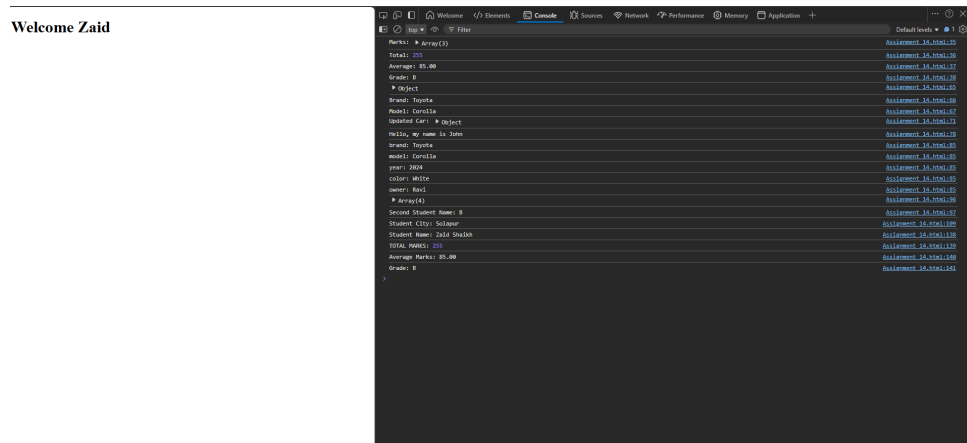 Welcome Zaid
Welcome Elements Console Sources Network Performance Memory Application
top Filter Default levels 1
Marks: Array(3) Assignment 14.html:35
Total: 255 Assignment 14.html:36
Average: 85.00 Assignment 14.html:37
Grade: B Assignment 14.html:38
Object Assignment 14.html:65
Brand: Toyota Assignment 14.html:66
Model: Corolla Assignment 14.html:67
Updated Car: Object Assignment 14.html:71
Hello, my name is John Assignment 14.html:78
brand: Toyota Assignment 14.html:85
model: Corolla Assignment 14.html:85
year: 2024 Assignment 14.html:85
color: White Assignment 14.html:85
owner: Ravi Assignment 14.html:85
Array(4) Assignment 14.html:96
Second Student Name: B Assignment 14.html:97
Student City: Solapur Assignment 14.html:109
Student Name: Zaid Shaikh Assignment 14.html:138
TOTAL MARKS: 255 Assignment 14.html:139
Average Marks: 85.00 Assignment 14.html:140
Grade: B Assignment 14.html:141